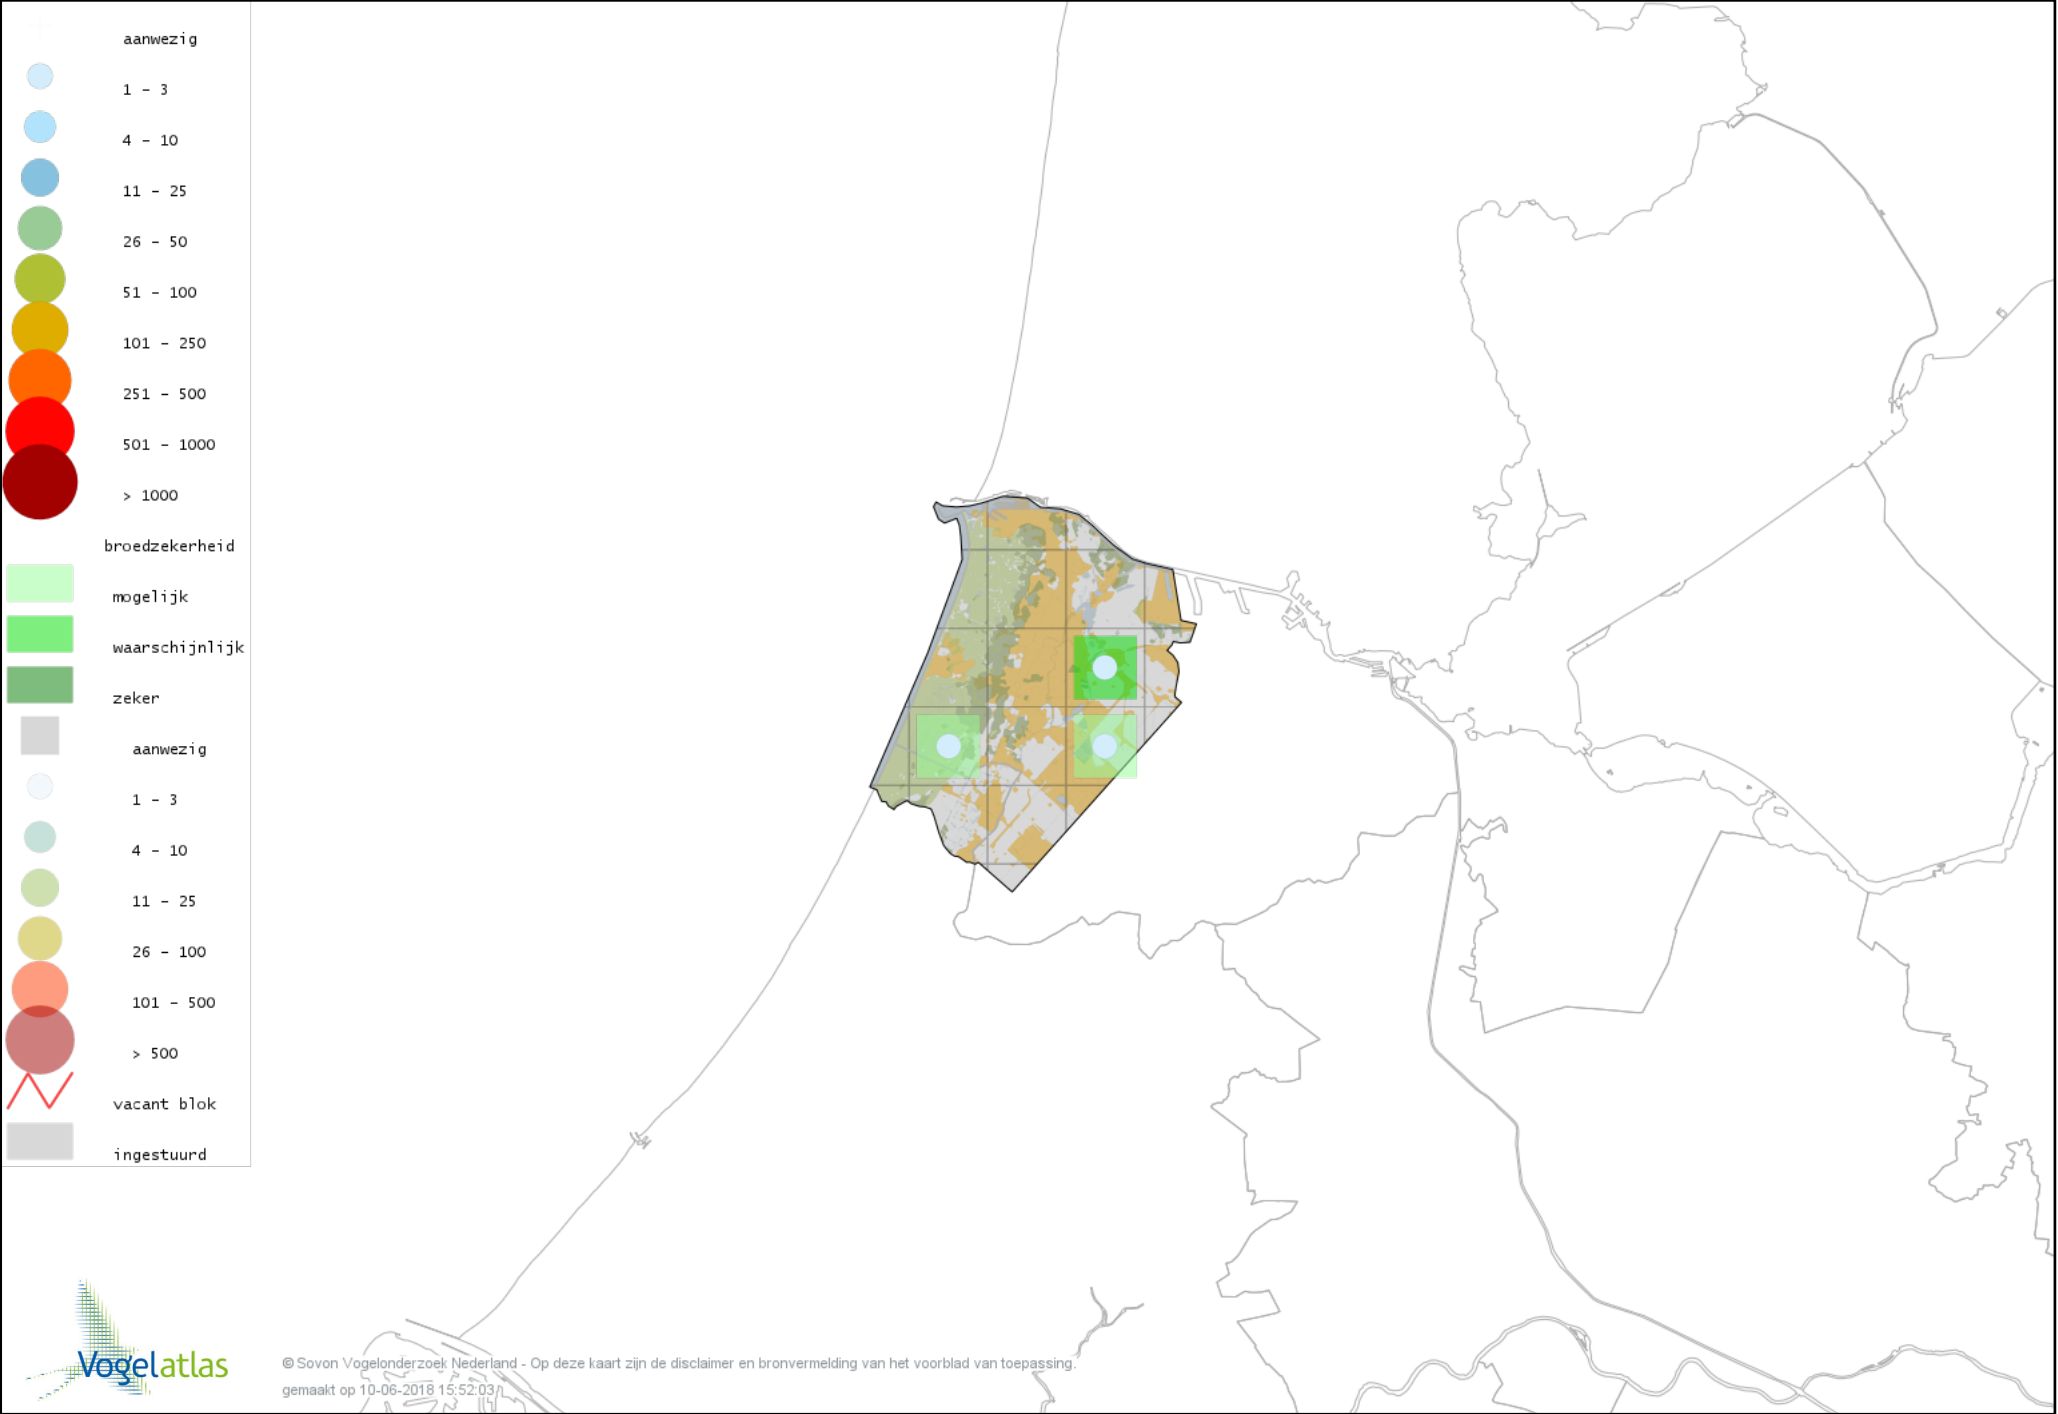 aanwezig
1 - 3
4 - 10
11 - 25
26 - 50
51 - 100
101 - 250
251 - 500
501 - 1000
> 1000
broedzekerheid
mogelijk
waarschijnlijk
zeker
aanwezig
1 - 3
4 - 10
11 - 25
26 - 100
101 - 500
> 500
vacant blok
ingestuurd
Vogelatlas
© Sovon Vogelonderzoek Nederland - Op deze kaart zijn de disclaimer en bronvermelding van het voorblad van toepassing.
gemaakt op 10-06-2018 15:52:03